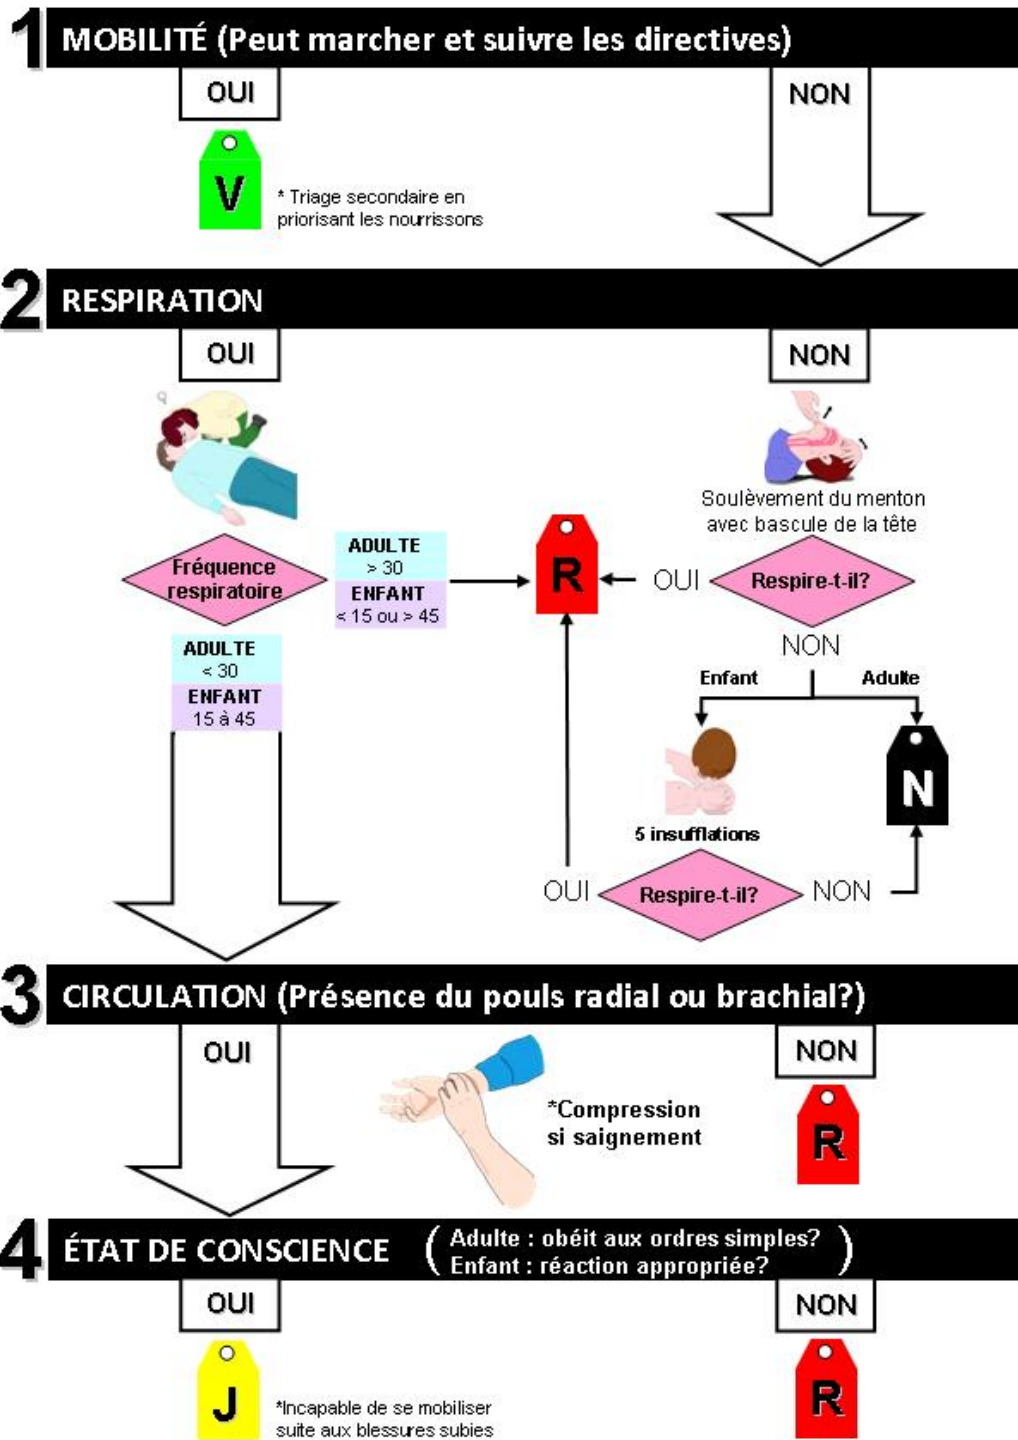 1 MOBILITÉ (Peut marcher et suivre les directives)
OUI
NON
V
* Triage secondaire en
priorisant les nourrissons
2 RESPIRATION
OUI
NON
Soulèvement du menton
avec bascule de la tête
Fréquence
respiratoire
ADULTE
> 30
ENFANT
< 15 ou > 45
R
OUI
Respire-t-il?
NON
ADULTE
< 30
ENFANT
15 à 45
Enfant
Adulte
N
5 insufflations
OUI
Respire-t-il?
NON
3 CIRCULATION (Présence du pouls radial ou brachial?)
OUI
NON
*Compression
si saignement
R
4 ÉTAT DE CONSCIENCE
(Adulte : obéit aux ordres simples?
Enfant : réaction appropriée?)
OUI
NON
J
*Incapable de se mobiliser
suite aux blessures subies
R